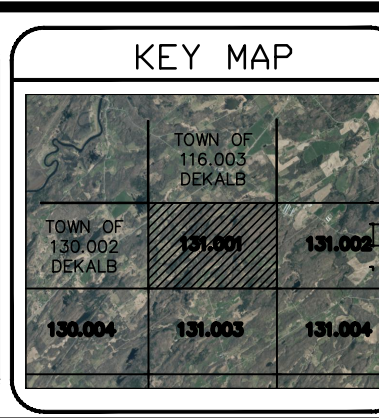 KEY MAP
TOWN OF
116.003
DEKALB
TOWN OF
130.002
DEKALB
131.001
131.002
130.004
131.003
131.004